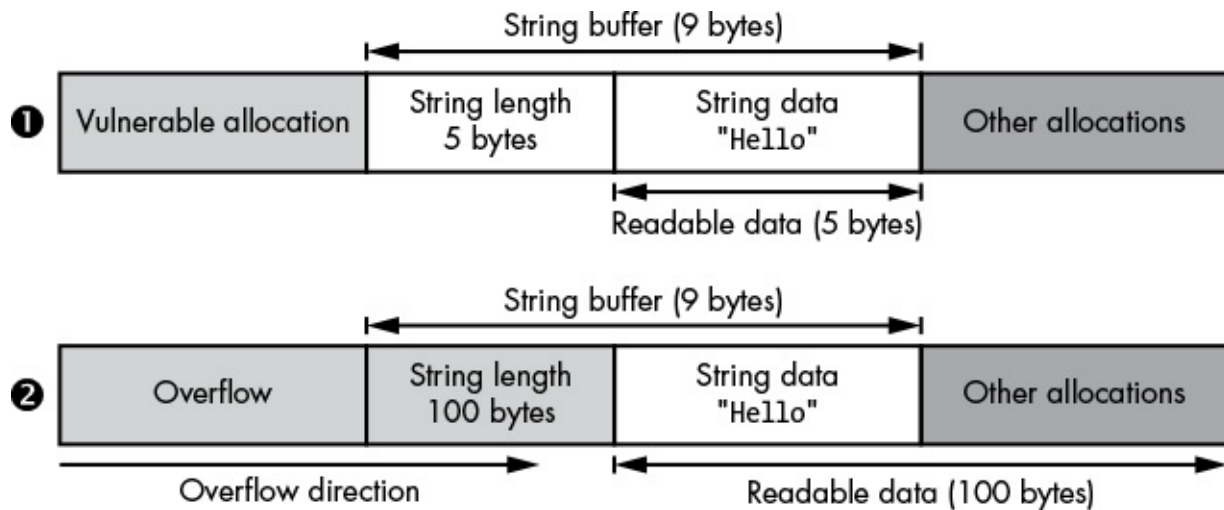 String buffer (9 bytes)
❶ Vulnerable allocation String length 5 bytes String data "Hello" Other allocations
Readable data (5 bytes)
String buffer (9 bytes)
❷ Overflow String length 100 bytes String data "Hello" Other allocations
Overflow direction Readable data (100 bytes)